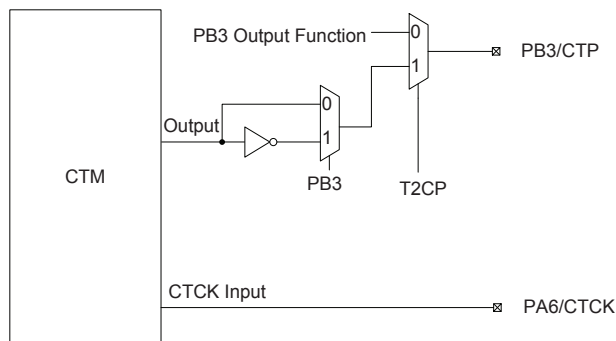 PB3 Output Function
0
1
PB3/CTP
Output
0
1
CTM
PB3
T2CP
CTCK Input
PA6/CTCK